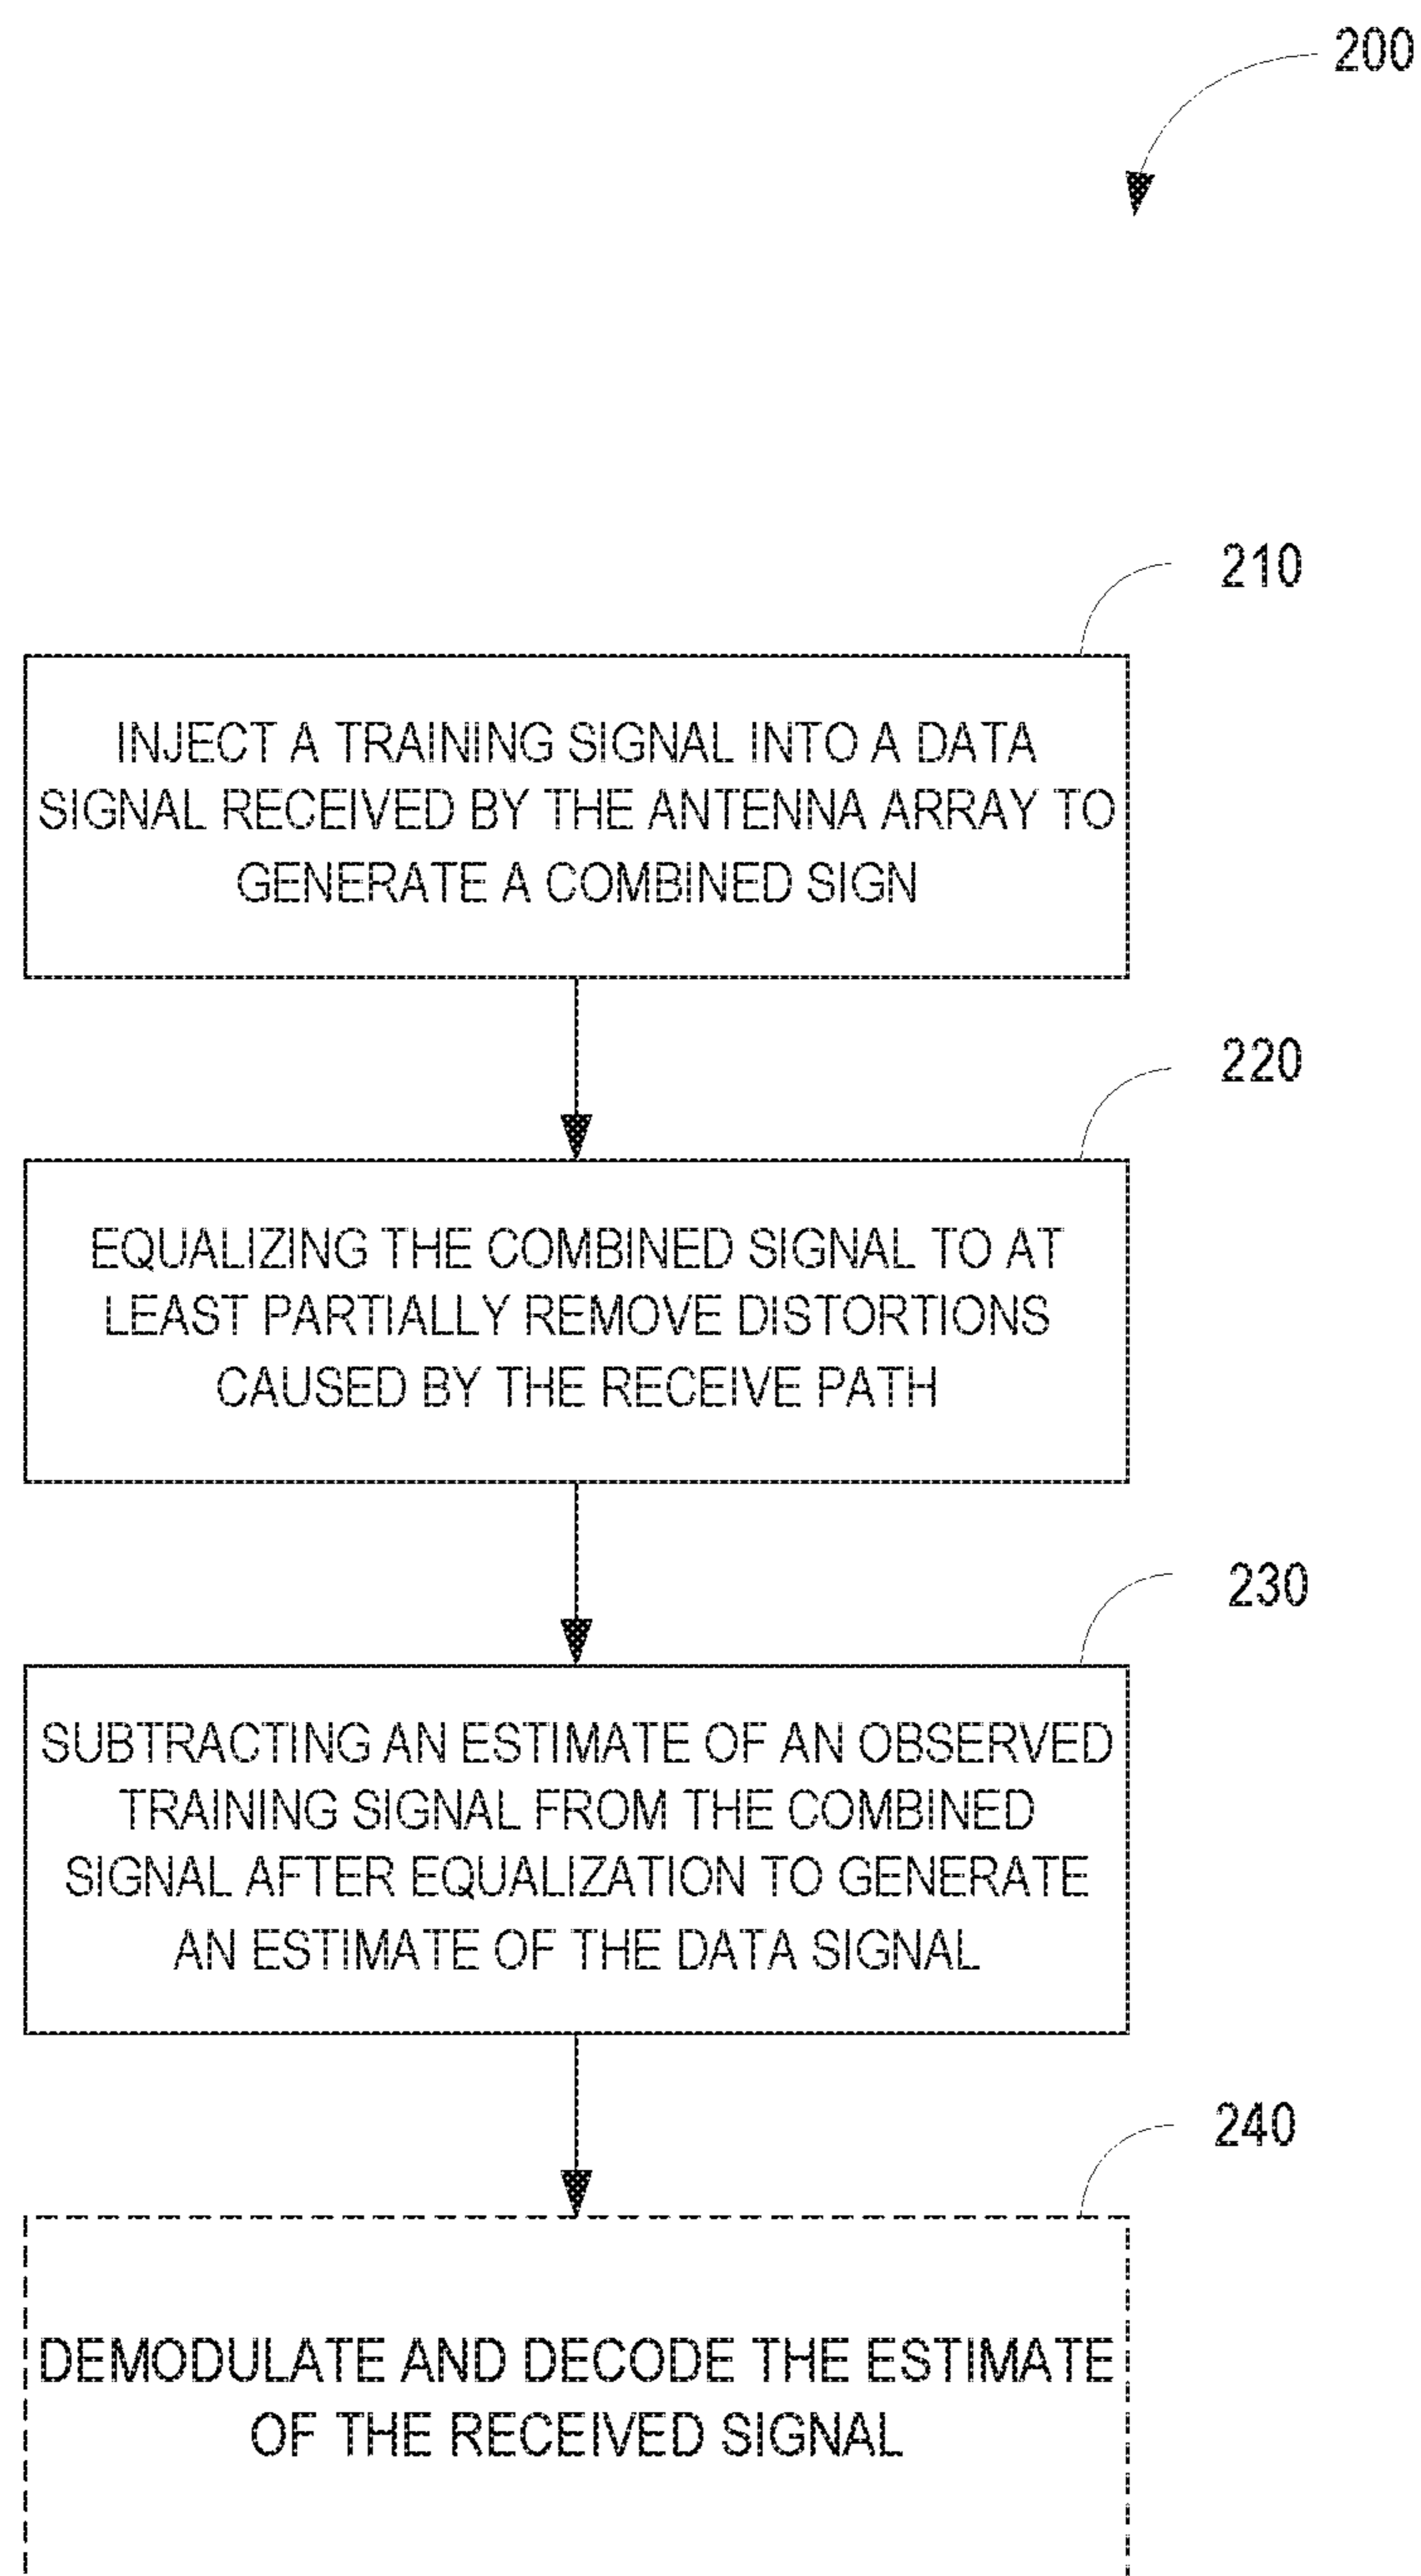 200
210
INJECT A TRAINING SIGNAL INTO A DATA
SIGNAL RECEIVED BY THE ANTENNA ARRAY TO
GENERATE A COMBINED SIGN
220
EQUALIZING THE COMBINED SIGNAL TO AT
LEAST PARTIALLY REMOVE DISTORTIONS
CAUSED BY THE RECEIVE PATH
230
SUBTRACTING AN ESTIMATE OF AN OBSERVED
TRAINING SIGNAL FROM THE COMBINED
SIGNAL AFTER EQUALIZATION TO GENERATE
AN ESTIMATE OF THE DATA SIGNAL
240
DEMODULATE AND DECODE THE ESTIMATE
OF THE RECEIVED SIGNAL